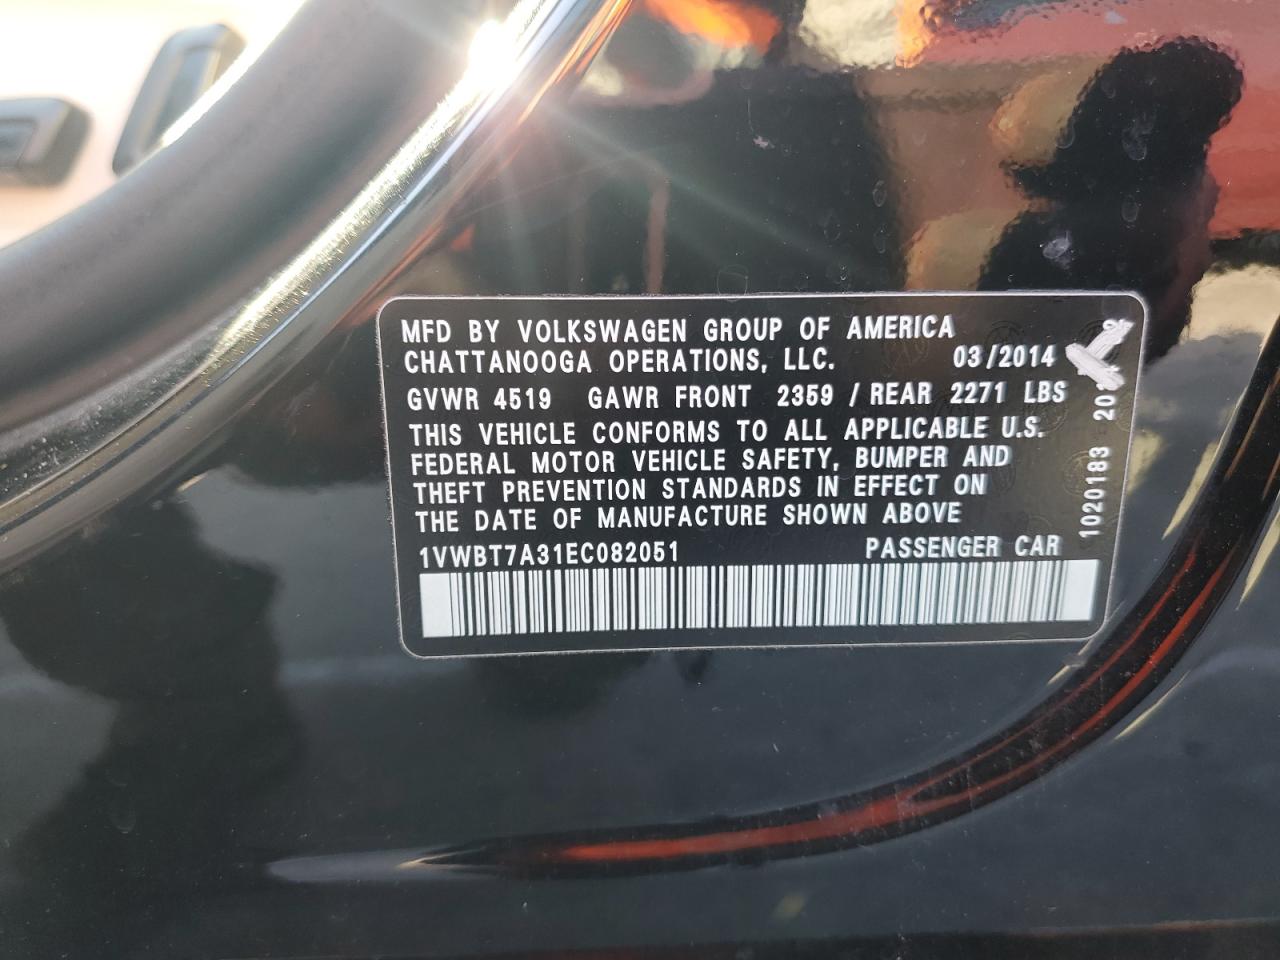 MFD BY VOLKSWAGEN GROUP OF AMERICA
CHATTANOOGA OPERATIONS, LLC. 03/2014
GVWR 4519 GAWR FRONT 2359 / REAR 2271 LBS
THIS VEHICLE CONFORMS TO ALL APPLICABLE U.S.
FEDERAL MOTOR VEHICLE SAFETY, BUMPER AND
THEFT PREVENTION STANDARDS IN EFFECT ON
THE DATE OF MANUFACTURE SHOWN ABOVE
1VWBT7A31EC082051 PASSENGER CAR
1020183